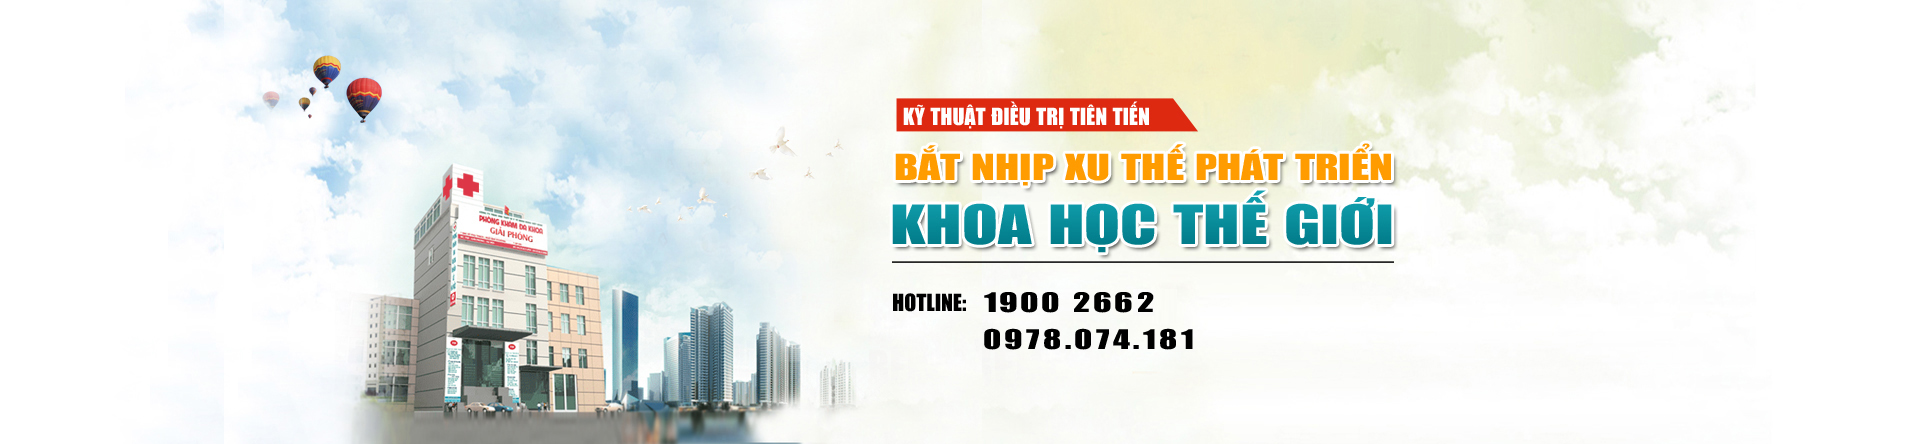 PHÒNG KHÁM ĐA KHOA
GIẢI PHÓNG
KỸ THUẬT ĐIỀU TRỊ TIÊN TIẾN
BẮT NHỊP XU THẾ PHÁT TRIỂN
KHOA HỌC THẾ GIỚI
HOTLINE: 1900 2662
0978.074.181